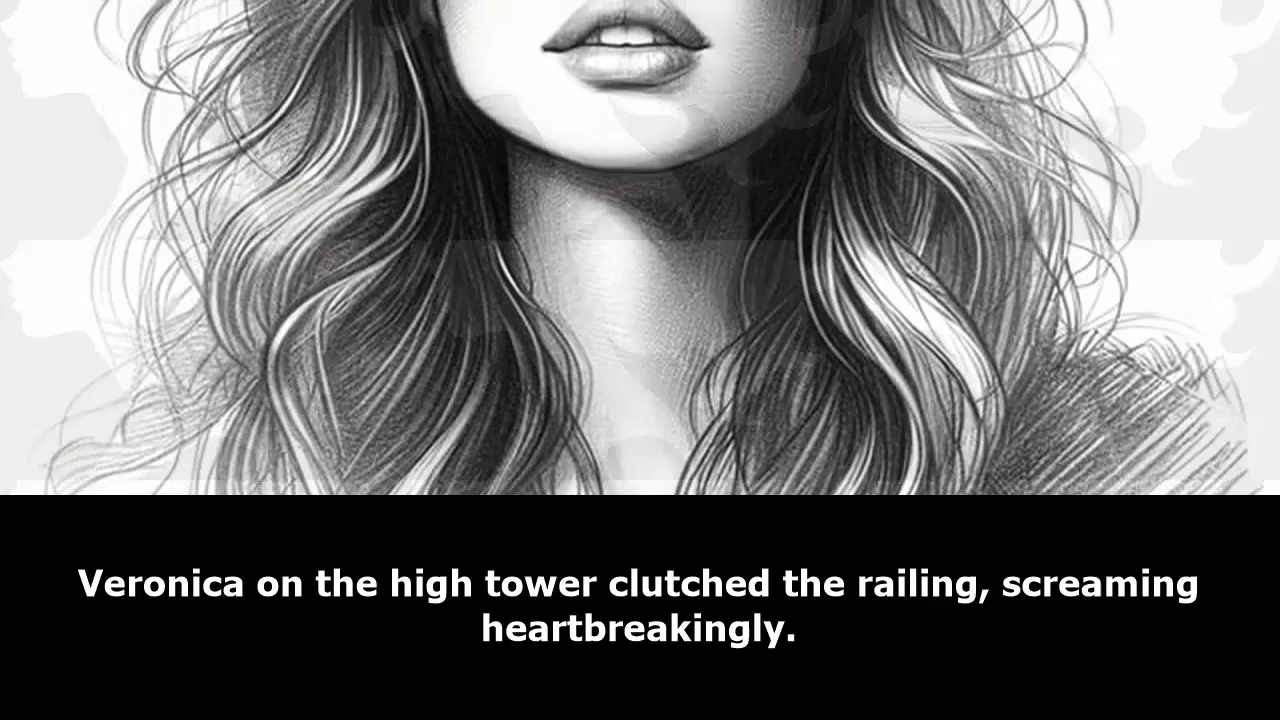 Veronica on the high tower clutched the railing, screaming
heartbreakingly.